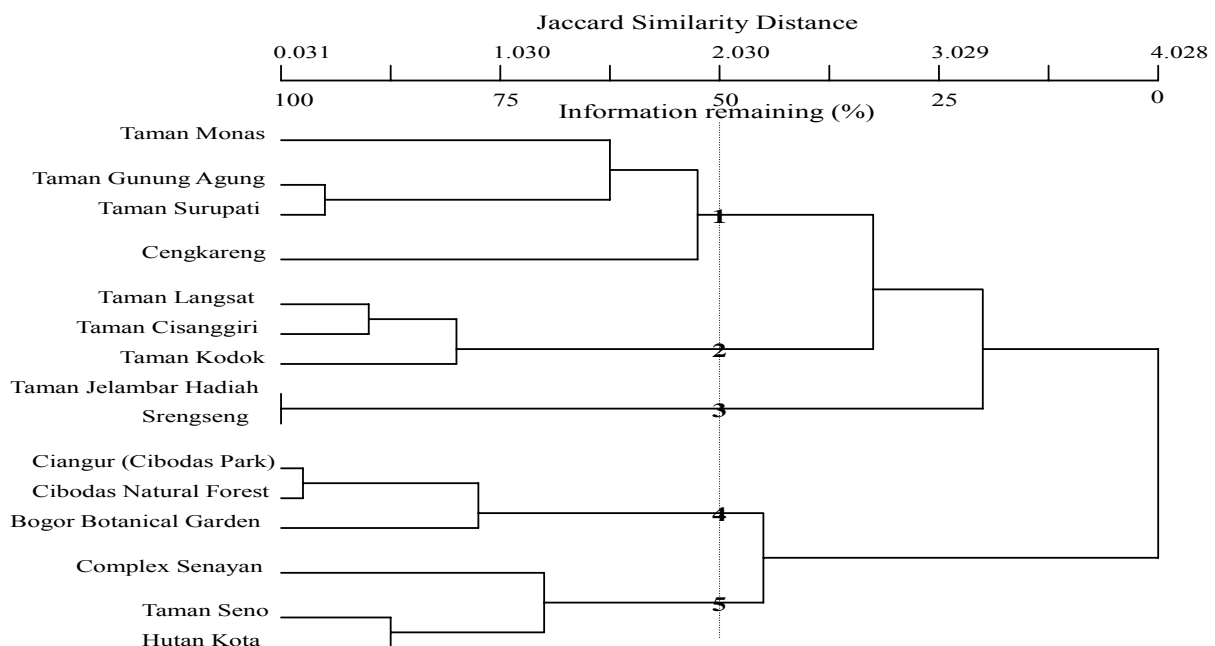 Jaccard Similarity Distance
0.031 1.030 2.030 3.029 4.028
100 75 50 25 0
Information remaining (%)
Taman Monas
Taman Gunung Agung
Taman Surupati
1
Cengkareng
Taman Langsat
Taman Cisanggiri
2
Taman Kodok
Taman Jelambar Hadiah
3
Srengseng
Ciangur (Cibodas Park)
Cibodas Natural Forest
4
Bogor Botanical Garden
Complex Senayan
5
Taman Seno
Hutan Kota